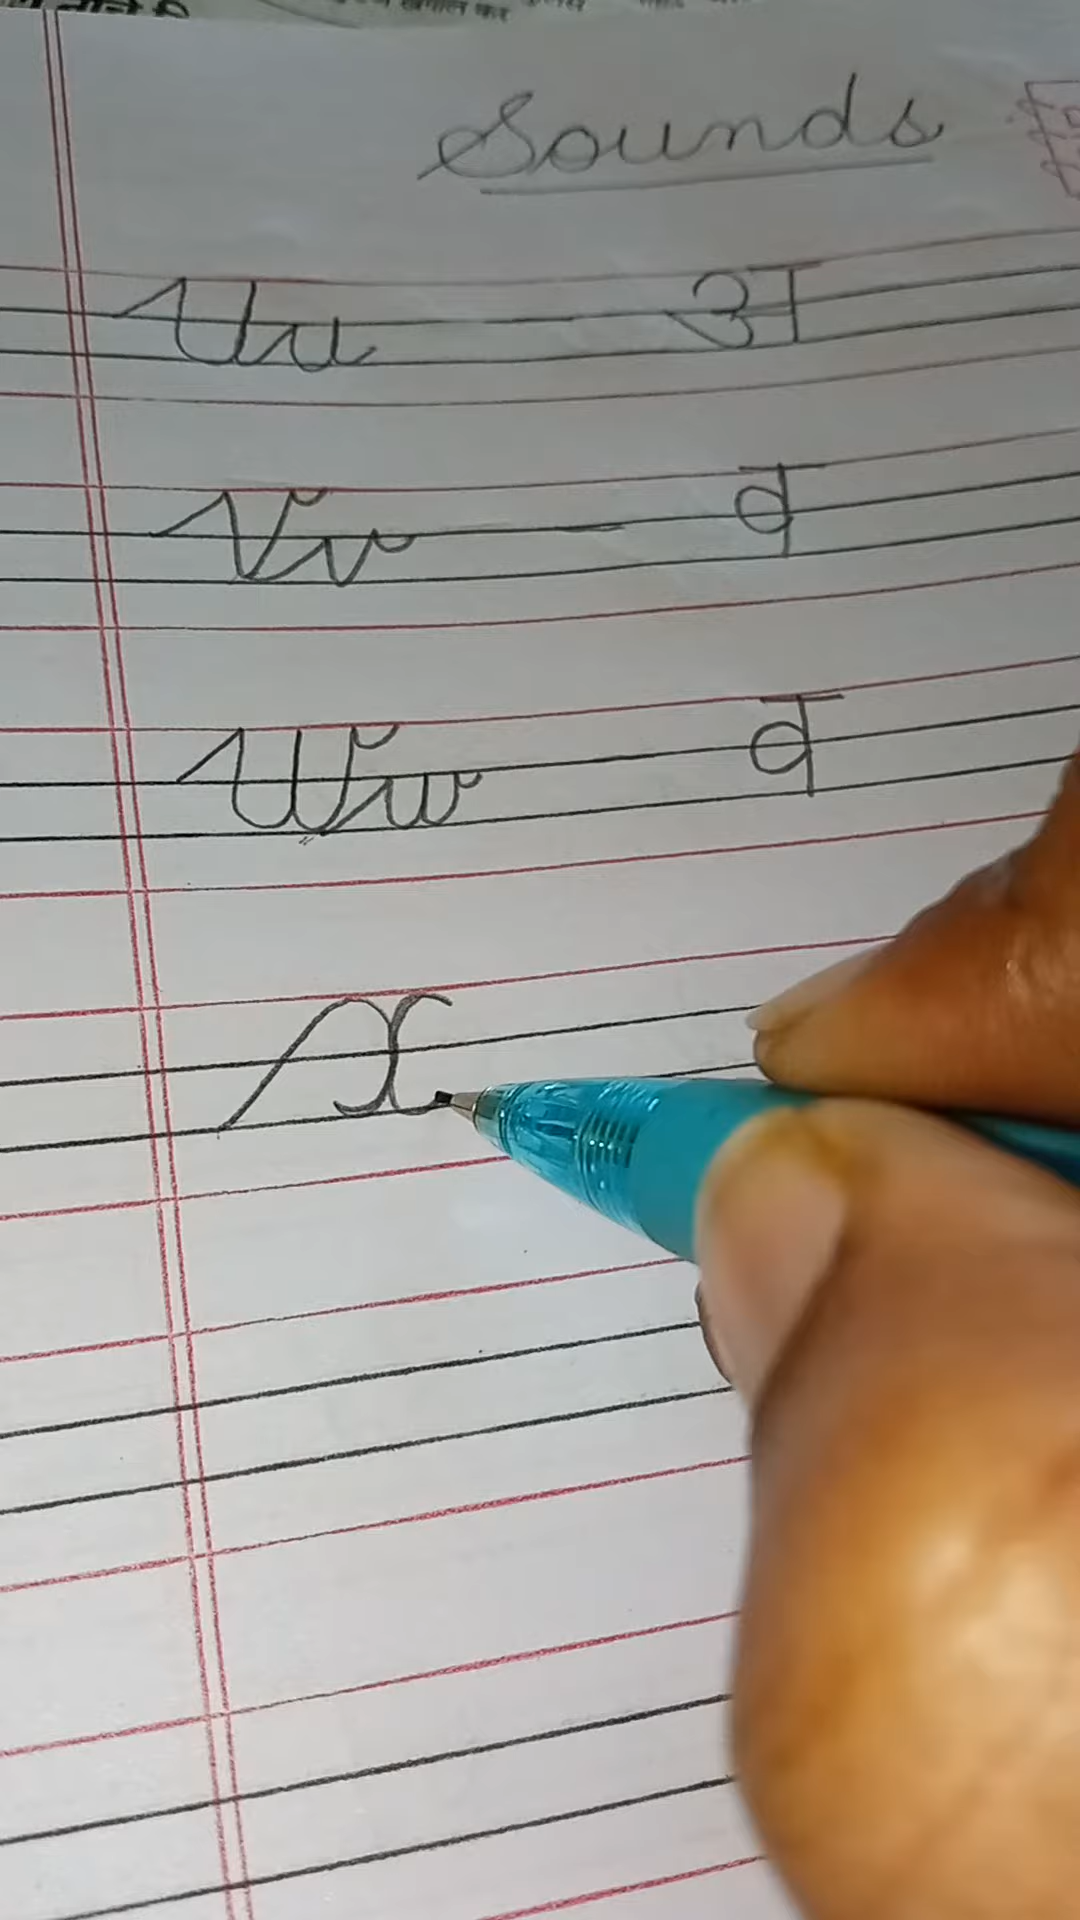 Sounds
Uu — अ
Vv — व
Ww — व
X